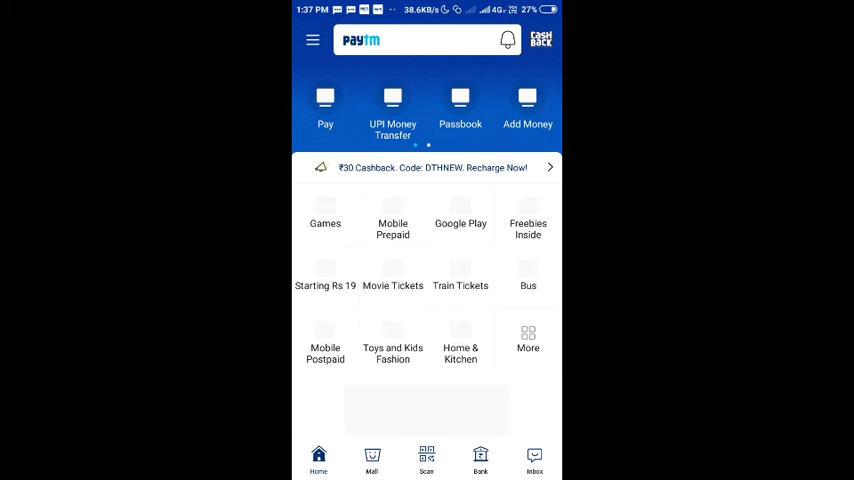 1:37 PM 38.6KB/s 4G 27%
paytm
CASH
BACK
Pay
UPI Money
Transfer
Passbook
Add Money
₹30 Cashback. Code: DTHNEW. Recharge Now!
Games
Mobile
Prepaid
Google Play
Freebies
Inside
Starting Rs 19
Movie Tickets
Train Tickets
Bus
Mobile
Postpaid
Toys and Kids
Fashion
Home &
Kitchen
More
Home
Mall
Scan
Bank
Inbox